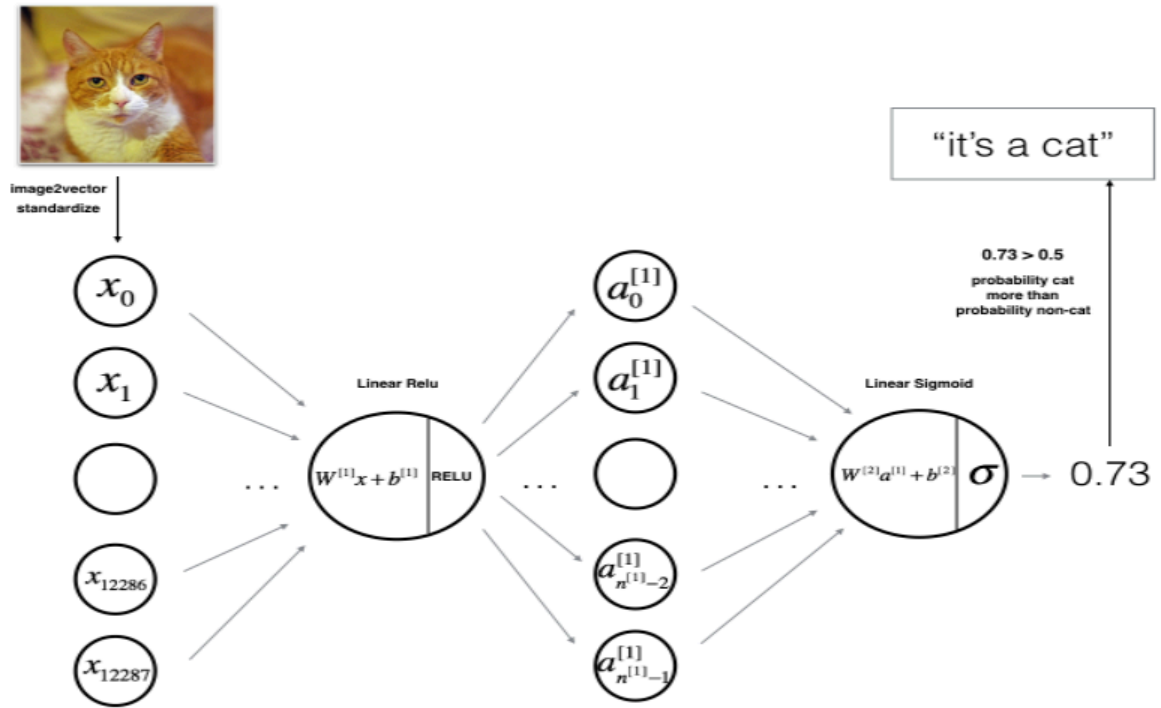 “it’s a cat”
image2vector
standardize
0.73 > 0.5
probability cat
more than
probability non-cat
x₀
a₀^[1]
x₁
a₁^[1]
Linear Relu
Linear Sigmoid
W^[1]x + b^[1]
RELU
. . .
. . .
. . .
W^[2]a^[1] + b^[2]
σ
0.73
x₁₂₂₈₆
a^[1]_{n^[1]−2}
x₁₂₂₈₇
a^[1]_{n^[1]−1}